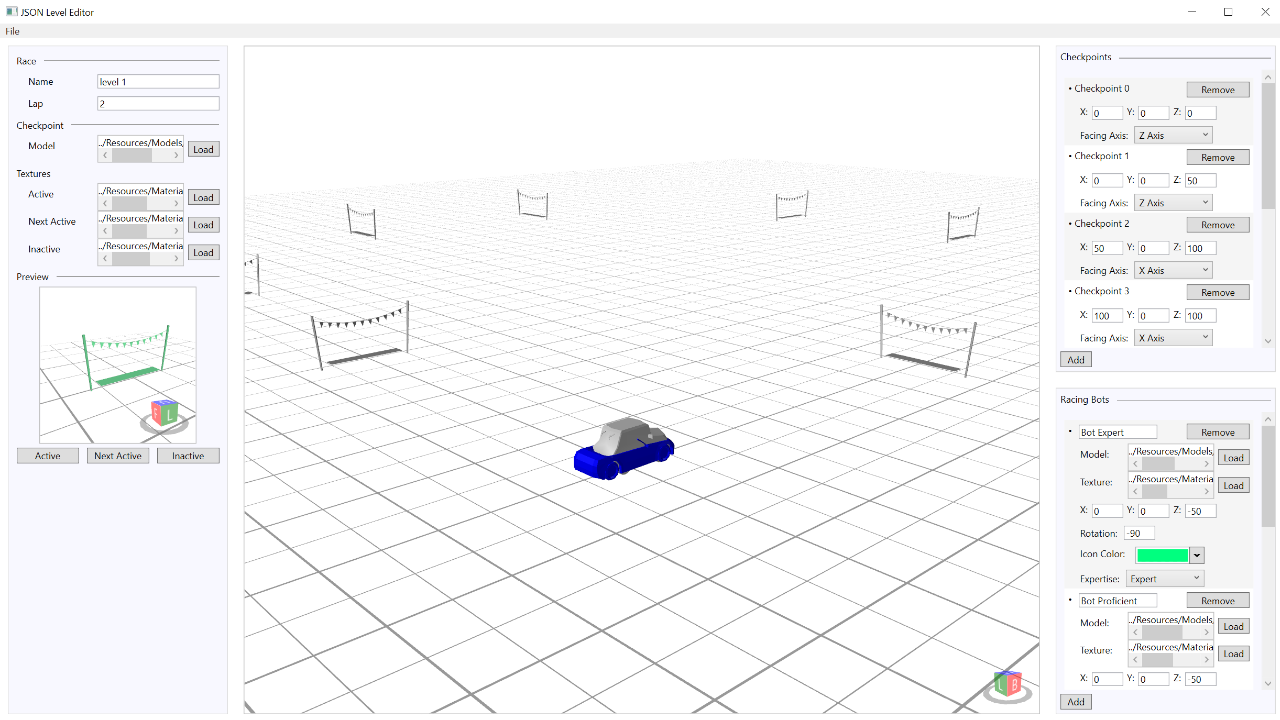 JSON Level Editor
File
Race
Name level 1
Lap 2
Checkpoint
Model ../Resources/Models, Load
Textures
Active ../Resources/Materia Load
Next Active ../Resources/Materia Load
Inactive ../Resources/Materia Load
Preview
L
Active Next Active Inactive
L B
Checkpoints
• Checkpoint 0 Remove
X: 0 Y: 0 Z: 0
Facing Axis: Z Axis
• Checkpoint 1 Remove
X: 0 Y: 0 Z: 50
Facing Axis: Z Axis
• Checkpoint 2 Remove
X: 50 Y: 0 Z: 100
Facing Axis: X Axis
• Checkpoint 3 Remove
X: 100 Y: 0 Z: 100
Facing Axis: X Axis
Add
Racing Bots
• Bot Expert Remove
Model: ../Resources/Models, Load
Texture: ../Resources/Materia Load
X: 0 Y: 0 Z: -50
Rotation: -90
Icon Color:
Expertise: Expert
• Bot Proficient Remove
Model: ../Resources/Models, Load
Texture: ../Resources/Materia Load
X: 0 Y: 0 Z: -50
Add